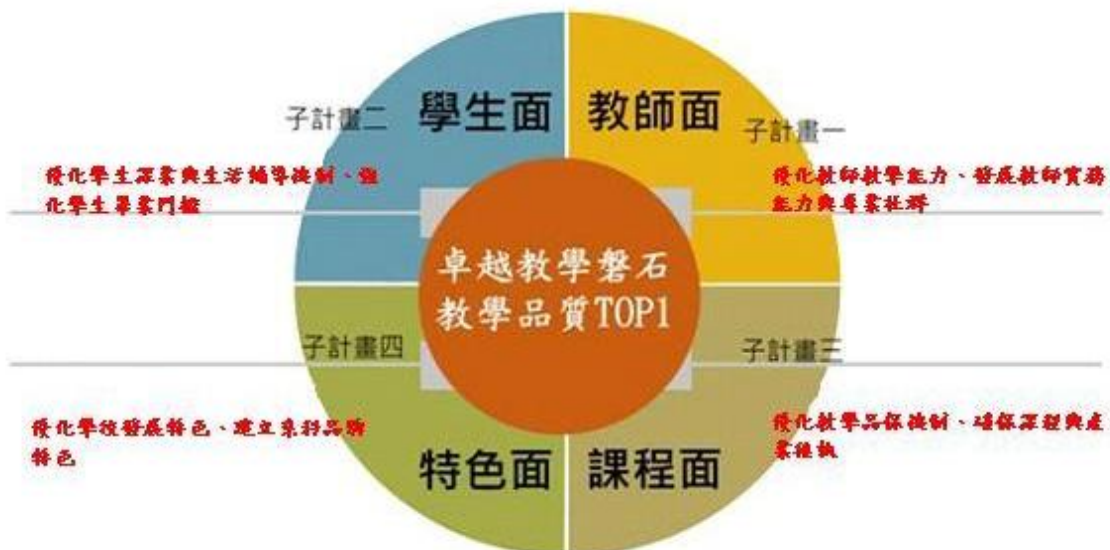 學生面
教師面
子計畫二
子計畫一
優化學生課業與生活輔導機制、強
化學生畢業門檻
優化教師教學能力、發展教師實務
能力與專業社群
卓越教學磐石
教學品質TOP1
子計畫四
子計畫三
優化學校發展特色、建立系科品牌
特色
優化教學品保機制、確保課程與產
業接軌
特色面
課程面